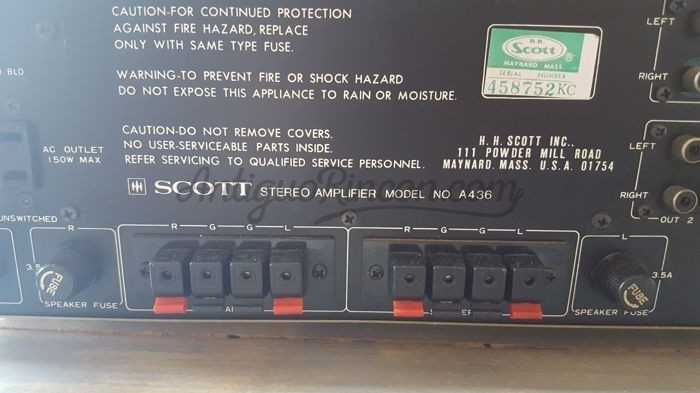 CAUTION-FOR CONTINUED PROTECTION
AGAINST FIRE HAZARD, REPLACE
ONLY WITH SAME TYPE FUSE.
WARNING-TO PREVENT FIRE OR SHOCK HAZARD
DO NOT EXPOSE THIS APPLIANCE TO RAIN OR MOISTURE.
CAUTION-DO NOT REMOVE COVERS.
NO USER-SERVICEABLE PARTS INSIDE.
REFER SERVICING TO QUALIFIED SERVICE PERSONNEL.
SCOTT STEREO AMPLIFIER MODEL NO. A436
H.H.
Scott
MAYNARD MASS.
SERIAL NUMBER
458752KC
H. H. SCOTT INC.,
111 POWDER MILL ROAD
MAYNARD, MASS. U.S.A. 01754
AC OUTLET
150W MAX
UNSWITCHED
LEFT
RIGHT
LEFT
RIGHT
OUT 2
R
3.5
FUSE
SPEAKER FUSE
R G G L
R G G L
L
3.5A
FUSE
SPEAKER FUSE
AntiqueRincon.com